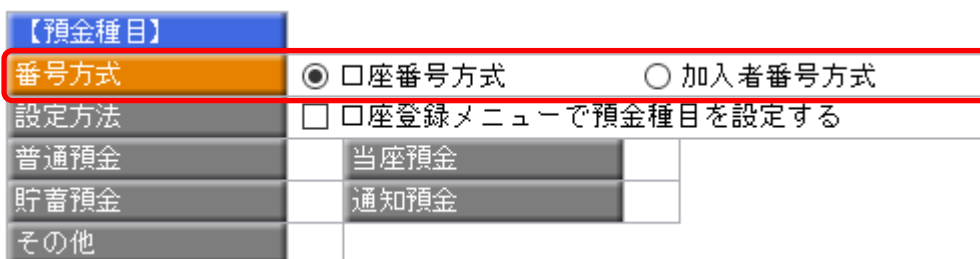 【預金種目】
番号方式 口座番号方式 加入者番号方式
設定方法 口座登録メニューで預金種目を設定する
普通預金 当座預金
貯蓄預金 通知預金
その他